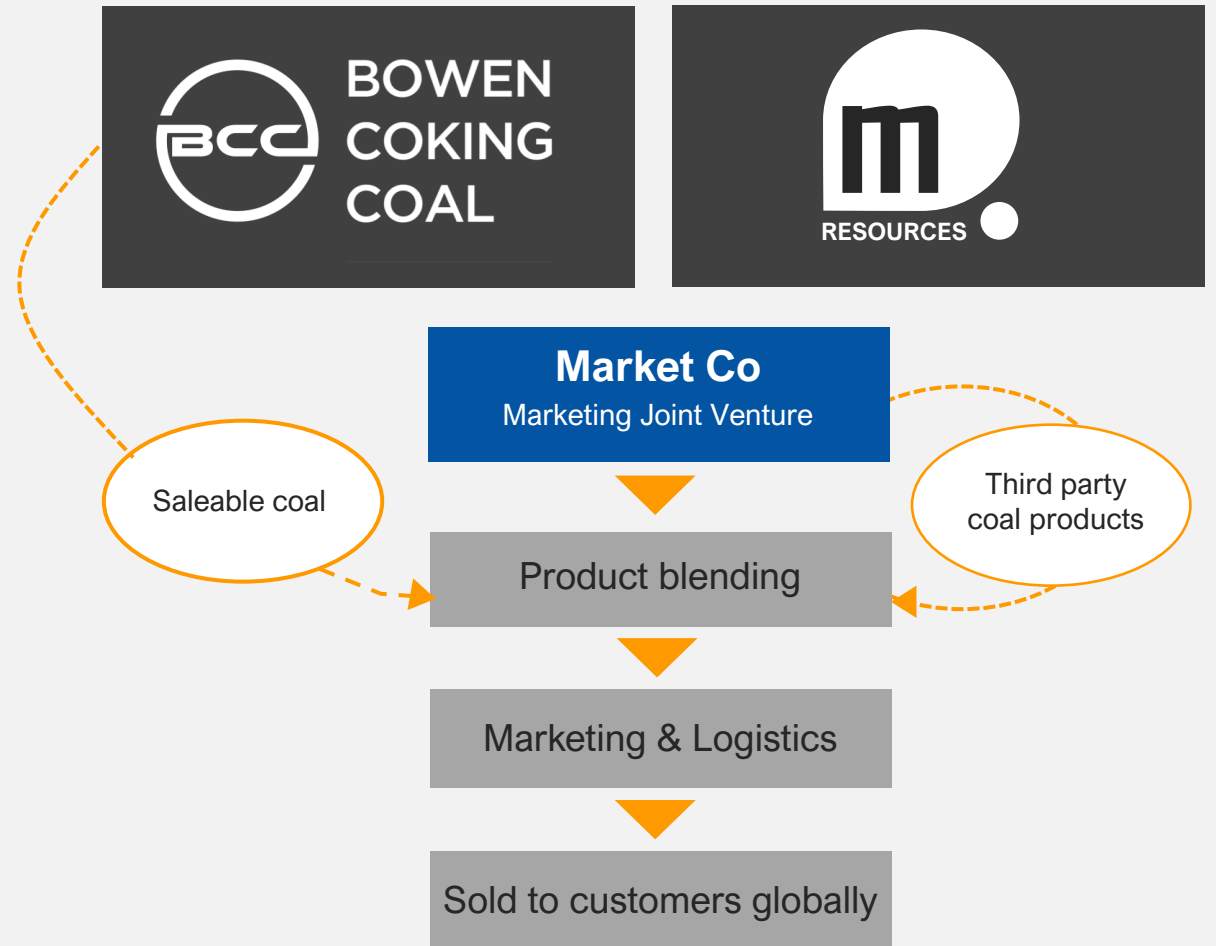 BCC
BOWEN
COKING
COAL
m
RESOURCES
Market Co
Marketing Joint Venture
Saleable coal
Third party
coal products
Product blending
Marketing & Logistics
Sold to customers globally